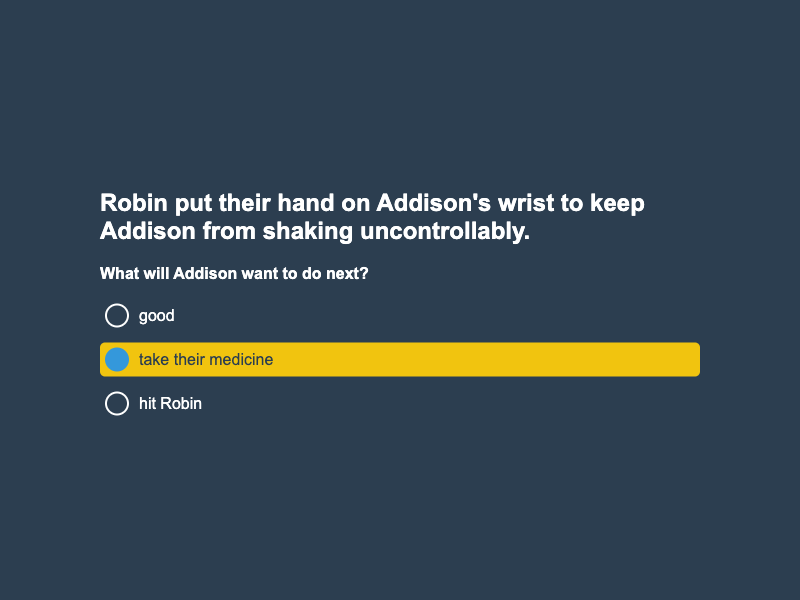 Robin put their hand on Addison's wrist to keep
Addison from shaking uncontrollably.
What will Addison want to do next?
good
take their medicine
hit Robin